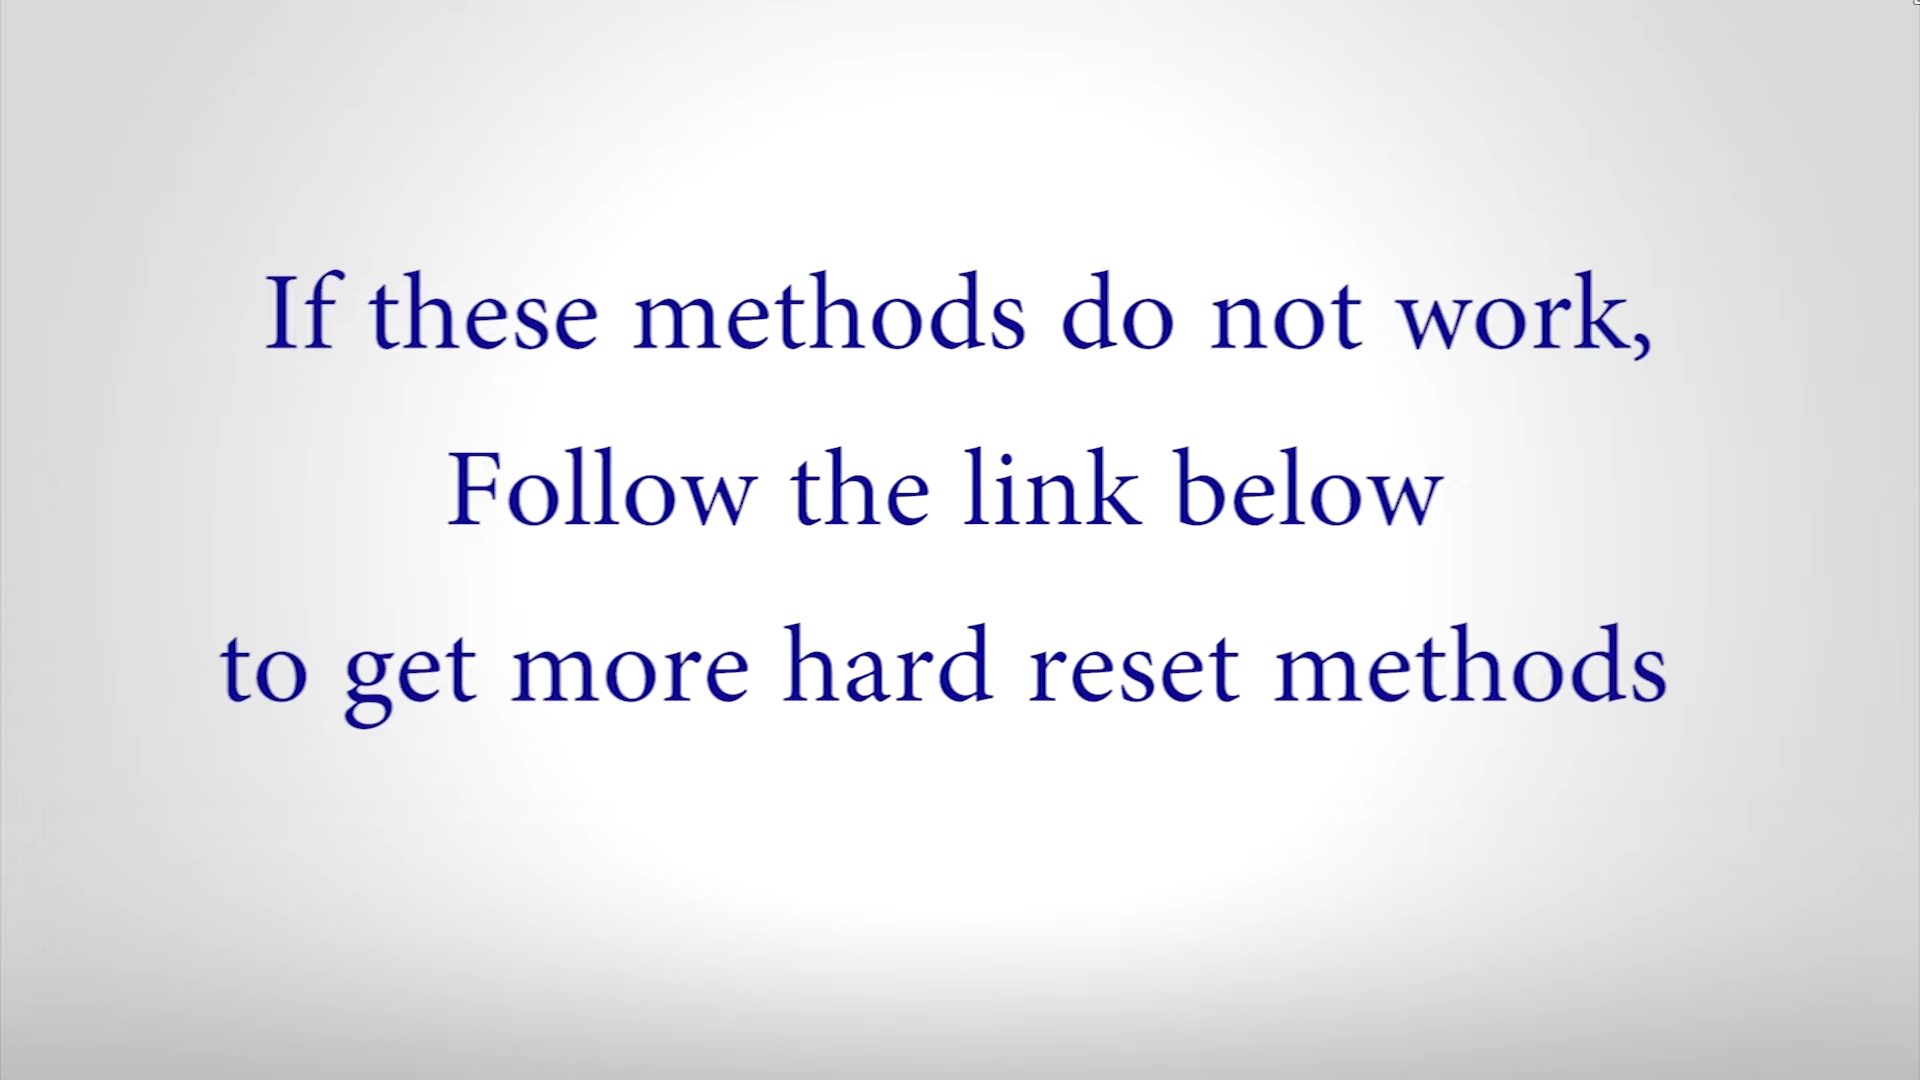 If these methods do not work,
Follow the link below
to get more hard reset methods